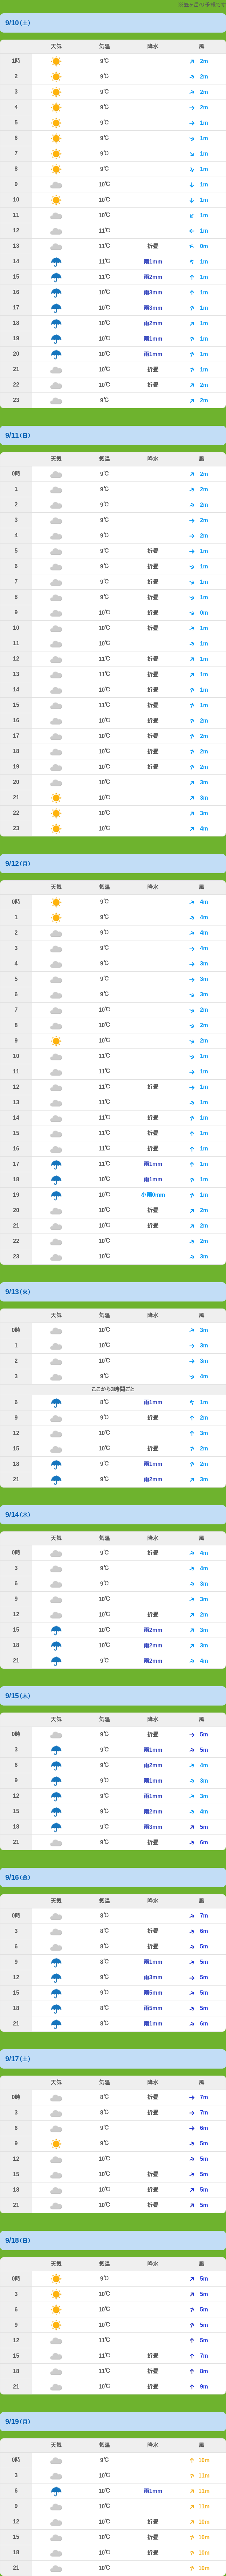 の予報です
9/10(土)
天気 気温 降水 風
1時 9℃ 2m
2 9℃ 2m
3 9℃ 2m
4 9℃ 2m
5 9℃ 1m
6 9℃ 1m
7 9℃ 1m
8 9℃ 1m
9 10℃ 1m
10 10℃ 1m
11 10℃ 1m
12 11℃ 1m
13 11℃ 折畳 0m
14 11℃ 雨1mm 1m
15 11℃ 雨2mm 1m
16 10℃ 雨3mm 1m
17 10℃ 雨3mm 1m
18 10℃ 雨2mm 1m
19 10℃ 雨1mm 1m
20 10℃ 雨1mm 1m
21 10℃ 折畳 1m
22 10℃ 折畳 2m
23 9℃ 2m
9/11(日)
天気 気温 降水 風
0時 9℃ 2m
1 9℃ 2m
2 9℃ 2m
3 9℃ 2m
4 9℃ 2m
5 9℃ 折畳 1m
6 9℃ 折畳 1m
7 9℃ 折畳 1m
8 9℃ 折畳 1m
9 10℃ 折畳 0m
10 10℃ 折畳 1m
11 10℃ 1m
12 11℃ 折畳 1m
13 11℃ 折畳 1m
14 10℃ 折畳 1m
15 11℃ 折畳 1m
16 10℃ 折畳 2m
17 10℃ 折畳 2m
18 10℃ 折畳 2m
19 10℃ 折畳 2m
20 10℃ 3m
21 10℃ 3m
22 10℃ 3m
23 10℃ 4m
9/12(月)
天気 気温 降水 風
0時 9℃ 4m
1 9℃ 4m
2 9℃ 4m
3 9℃ 4m
4 9℃ 3m
5 9℃ 3m
6 9℃ 3m
7 10℃ 2m
8 10℃ 2m
9 10℃ 2m
10 11℃ 1m
11 11℃ 1m
12 11℃ 折畳 1m
13 11℃ 1m
14 11℃ 折畳 1m
15 11℃ 折畳 1m
16 11℃ 折畳 1m
17 11℃ 雨1mm 1m
18 10℃ 雨1mm 1m
19 10℃ 小雨0mm 1m
20 10℃ 折畳 2m
21 10℃ 折畳 2m
22 10℃ 2m
23 10℃ 3m
9/13(火)
天気 気温 降水 風
0時 10℃ 3m
1 10℃ 3m
2 10℃ 3m
3 9℃ 4m
ここから3時間ごと
6 8℃ 雨1mm 1m
9 9℃ 折畳 2m
12 10℃ 3m
15 10℃ 折畳 2m
18 9℃ 雨1mm 2m
21 9℃ 雨2mm 3m
9/14(水)
天気 気温 降水 風
0時 9℃ 折畳 4m
3 9℃ 4m
6 9℃ 3m
9 10℃ 3m
12 10℃ 折畳 2m
15 10℃ 雨2mm 3m
18 10℃ 雨2mm 3m
21 9℃ 雨2mm 4m
9/15(木)
天気 気温 降水 風
0時 9℃ 折畳 5m
3 9℃ 雨1mm 5m
6 9℃ 雨2mm 4m
9 9℃ 雨1mm 3m
12 9℃ 雨1mm 3m
15 9℃ 雨2mm 4m
18 9℃ 雨3mm 5m
21 9℃ 折畳 6m
9/16(金)
天気 気温 降水 風
0時 8℃ 7m
3 8℃ 折畳 6m
6 8℃ 折畳 5m
9 8℃ 雨1mm 5m
12 9℃ 雨3mm 5m
15 9℃ 雨5mm 5m
18 8℃ 雨5mm 5m
21 8℃ 雨1mm 6m
9/17(土)
天気 気温 降水 風
0時 8℃ 折畳 7m
3 8℃ 折畳 7m
6 9℃ 6m
9 9℃ 5m
12 10℃ 5m
15 10℃ 折畳 5m
18 10℃ 折畳 5m
21 10℃ 折畳 5m
9/18(日)
天気 気温 降水 風
0時 9℃ 5m
3 10℃ 5m
6 10℃ 5m
9 10℃ 5m
12 11℃ 5m
15 11℃ 折畳 7m
18 11℃ 折畳 8m
21 10℃ 折畳 9m
9/19(月)
天気 気温 降水 風
0時 9℃ 10m
3 10℃ 11m
6 10℃ 雨1mm 11m
9 10℃ 11m
12 10℃ 折畳 10m
15 10℃ 折畳 10m
18 10℃ 折畳 10m
21 10℃ 10m